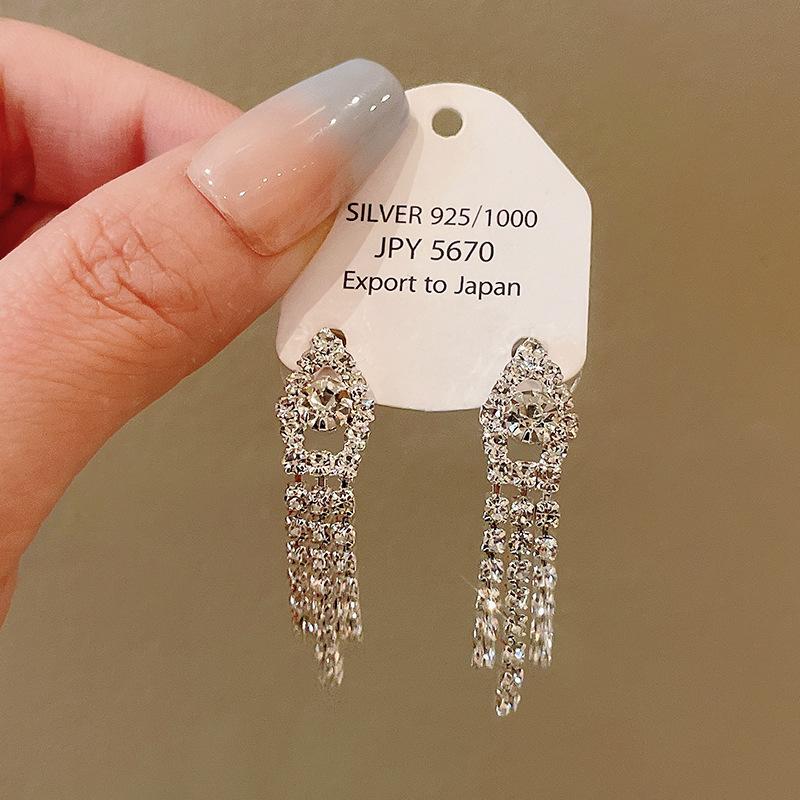 SILVER 925/1000
JPY 5670
Export to Japan